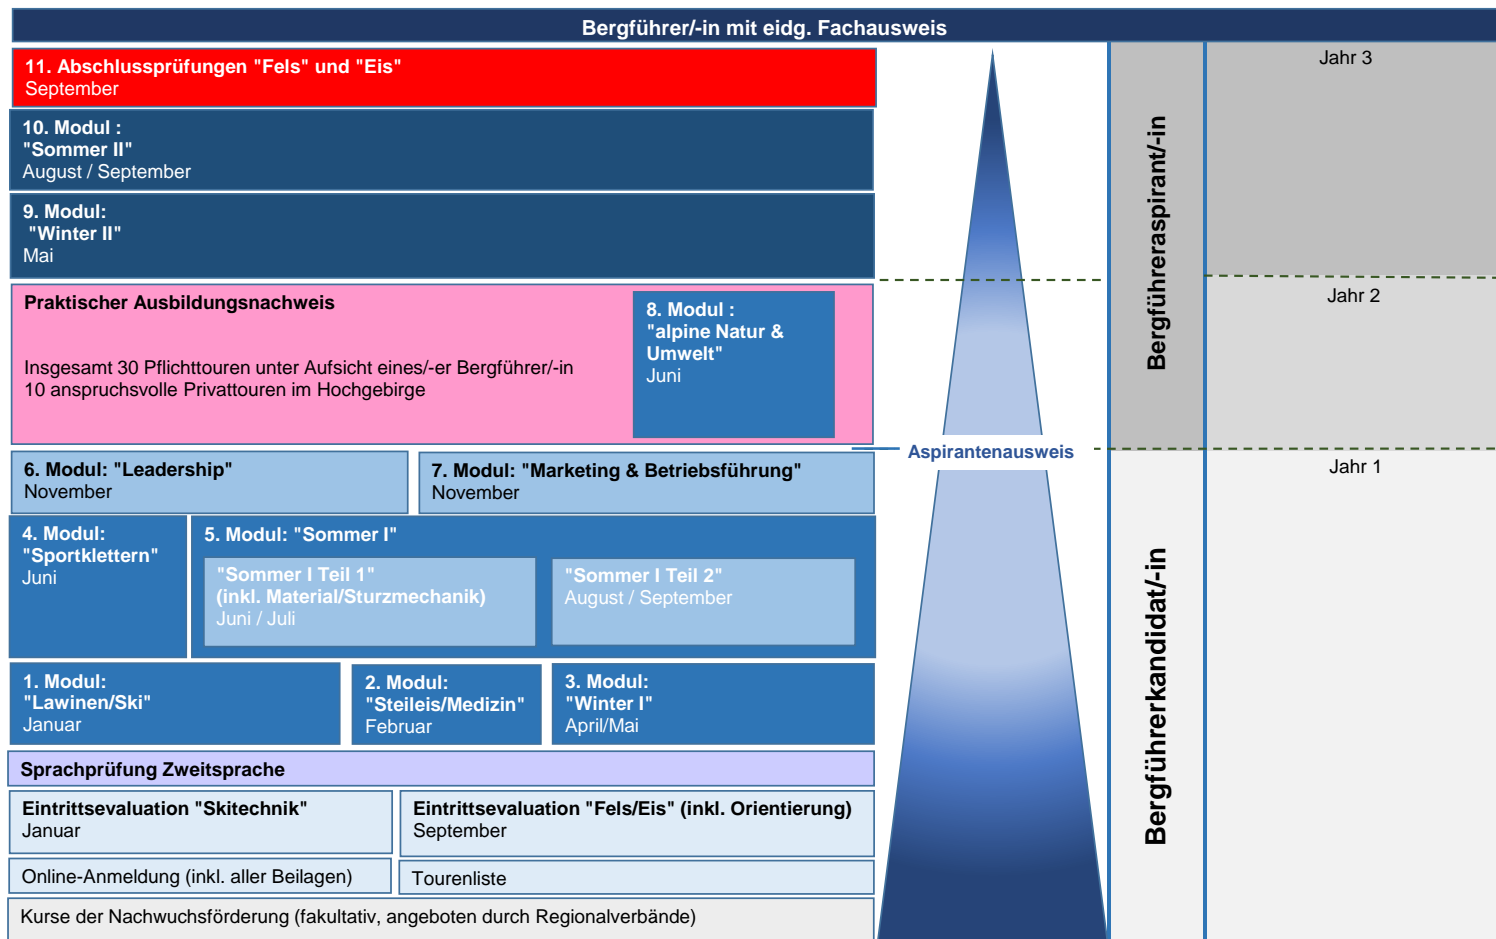 Bergführer/-in mit eidg. Fachausweis
11. Abschlussprüfungen "Fels" und "Eis"
September
10. Modul :
"Sommer II"
August / September
9. Modul:
"Winter II"
Mai
Praktischer Ausbildungsnachweis
Insgesamt 30 Pflichttouren unter Aufsicht eines/-er Bergführer/-in
10 anspruchsvolle Privattouren im Hochgebirge
8. Modul :
"alpine Natur &
Umwelt"
Juni
6. Modul: "Leadership"
November
7. Modul: "Marketing & Betriebsführung"
November
4. Modul:
"Sportklettern"
Juni
5. Modul: "Sommer I"
"Sommer I Teil 1"
(inkl. Material/Sturzmechanik)
Juni / Juli
"Sommer I Teil 2"
August / September
1. Modul:
"Lawinen/Ski"
Januar
2. Modul:
"Steileis/Medizin"
Februar
3. Modul:
"Winter I"
April/Mai
Sprachprüfung Zweitsprache
Eintrittsevaluation "Skitechnik"
Januar
Eintrittsevaluation "Fels/Eis" (inkl. Orientierung)
September
Online-Anmeldung (inkl. aller Beilagen)
Tourenliste
Kurse der Nachwuchsförderung (fakultativ, angeboten durch Regionalverbände)
Aspirantenausweis
Bergführeraspirant/-in
Bergführerkandidat/-in
Jahr 3
Jahr 2
Jahr 1